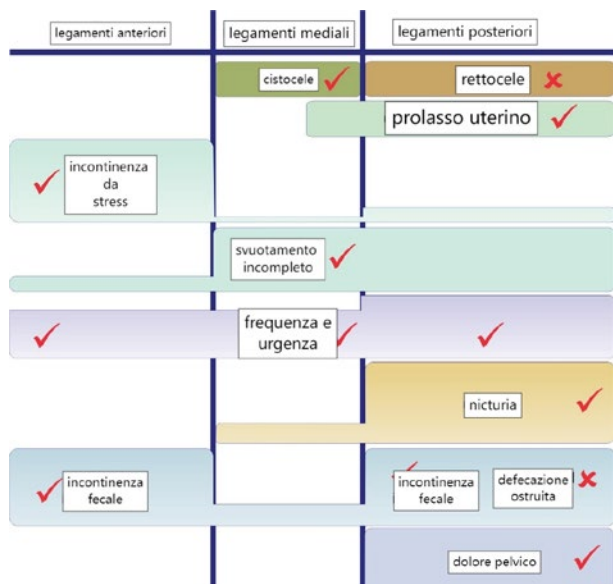 legamenti anteriori
legamenti mediali
legamenti posteriori
cistocele
rettocele
prolasso uterino
incontinenza
da
stress
svuotamento
incompleto
frequenza e
urgenza
nicturia
incontinenza
fecale
incontinenza
fecale
defecazione
ostruita
dolore pelvico